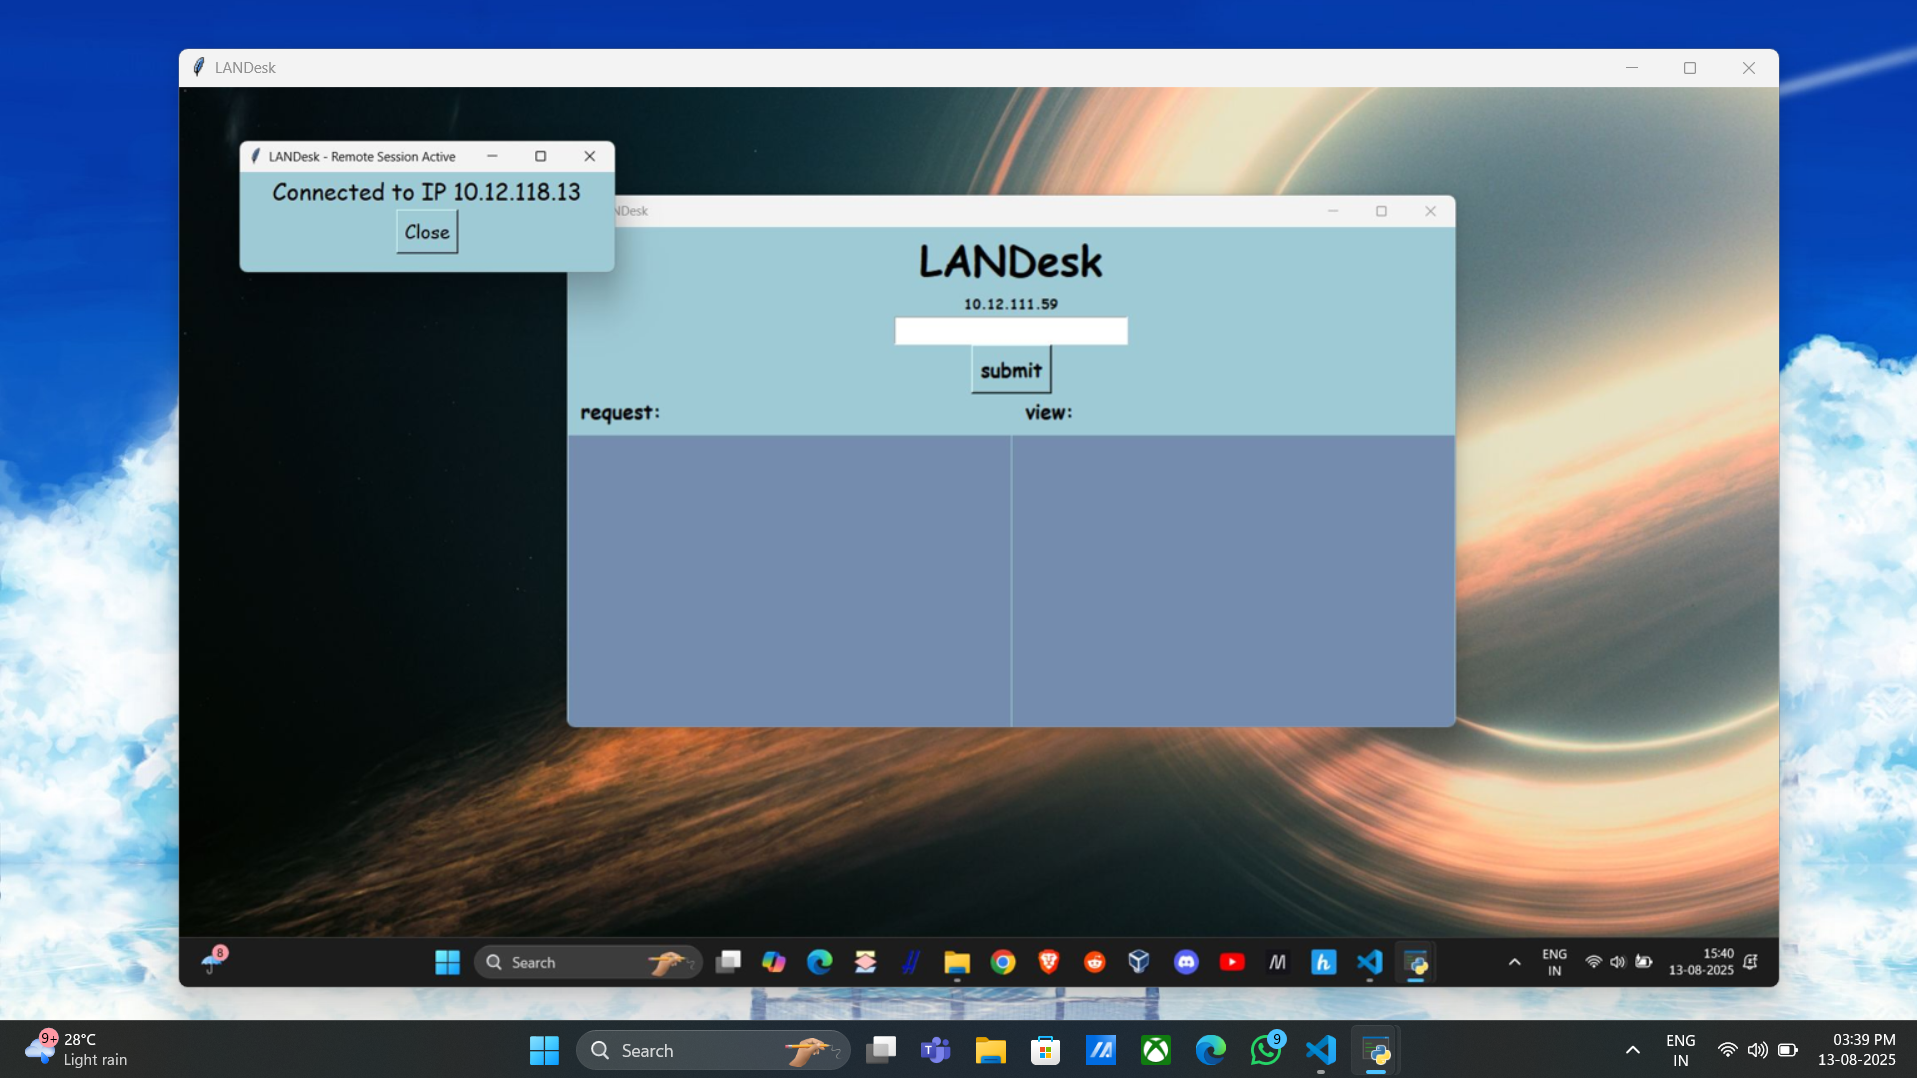 LANDesk
LANDesk - Remote Session Active
Connected to IP 10.12.118.13
Close
NDesk
LANDesk
10.12.111.59
submit
request:
view:
8
Search
ENG
IN
15:40
13-08-2025
9+
28°C
Light rain
Search
9
ENG
IN
03:39 PM
13-08-2025